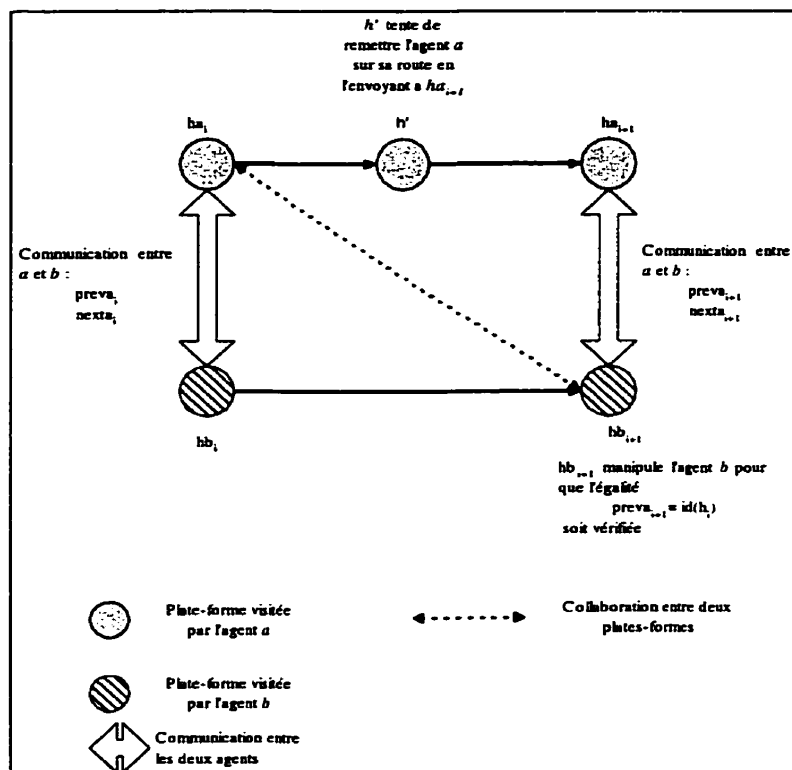 h' tente de
remettre l'agent a
sur sa route en
l'envoyant a ha_{i+1}
ha_i
h'
ha_{i+1}
Communication entre
a et b :
preva_i
nexta_i
Communication entre
a et b :
preva_{i+1}
nexta_{i+1}
hb_i
hb_{i+1}
hb_{i+1} manipule l'agent b pour
que l'égalité
preva_{i+1} = id(h_i)
soit vérifiée
Plate-forme visitée
par l'agent a
Collaboration entre deux
plates-formes
Plate-forme visitée
par l'agent b
Communication entre
les deux agents